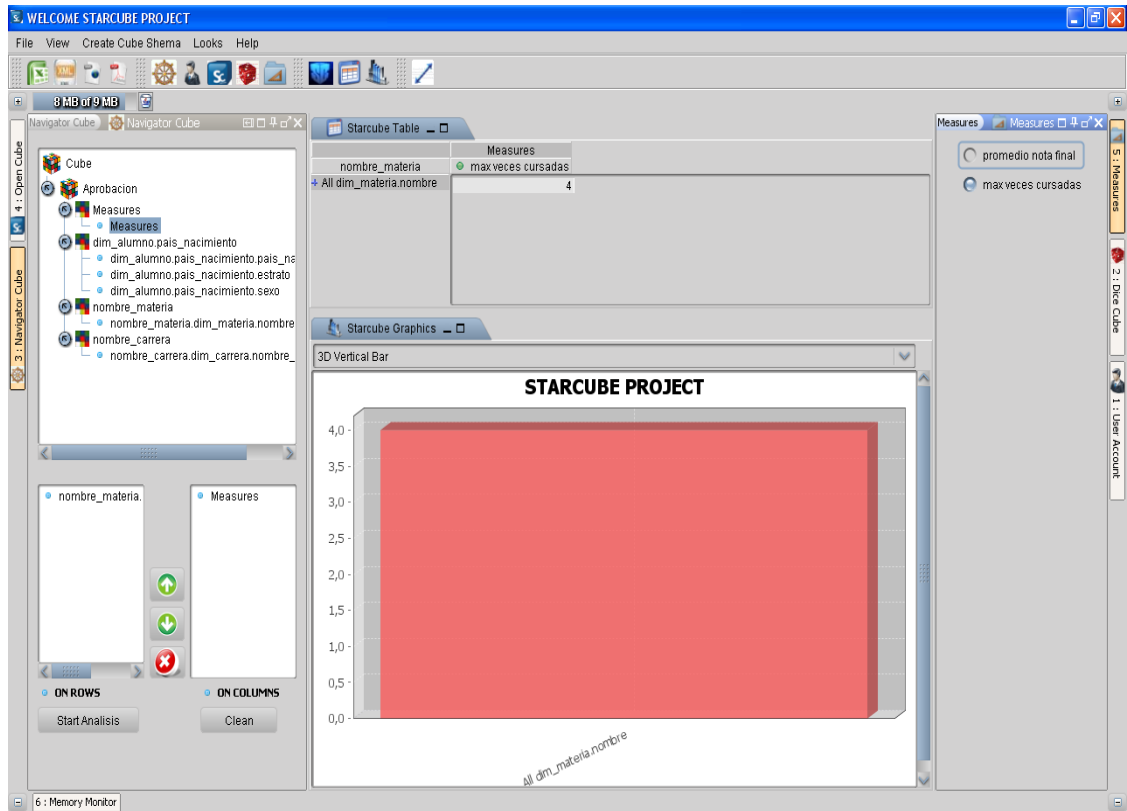 WELCOME STARCUBE PROJECT
File View Create Cube Shema Looks Help
8 MB of 9 MB
Navigator Cube
Navigator Cube
Cube
Aprobacion
Measures
Measures
dim_alumno.pais_nacimiento
dim_alumno.pais_nacimiento.pais_na
dim_alumno.pais_nacimiento.estrato
dim_alumno.pais_nacimiento.sexo
nombre_materia
nombre_materia.dim_materia.nombre
nombre_carrera
nombre_carrera.dim_carrera.nombre_
nombre_materia.
Measures
ON ROWS
ON COLUMNS
Start Analisis
Clean
4 : Open Cube
3 : Navigator Cube
Starcube Table
Measures
nombre_materia
max veces cursadas
+ All dim_materia.nombre
4
Starcube Graphics
3D Vertical Bar
STARCUBE PROJECT
4,0
3,5
3,0
2,5
2,0
1,5
1,0
0,5
0,0
All dim_materia.nombre
Measures
Measures
promedio nota final
max veces cursadas
5 : Measures
2 : Dice Cube
1 : User Account
6 : Memory Monitor